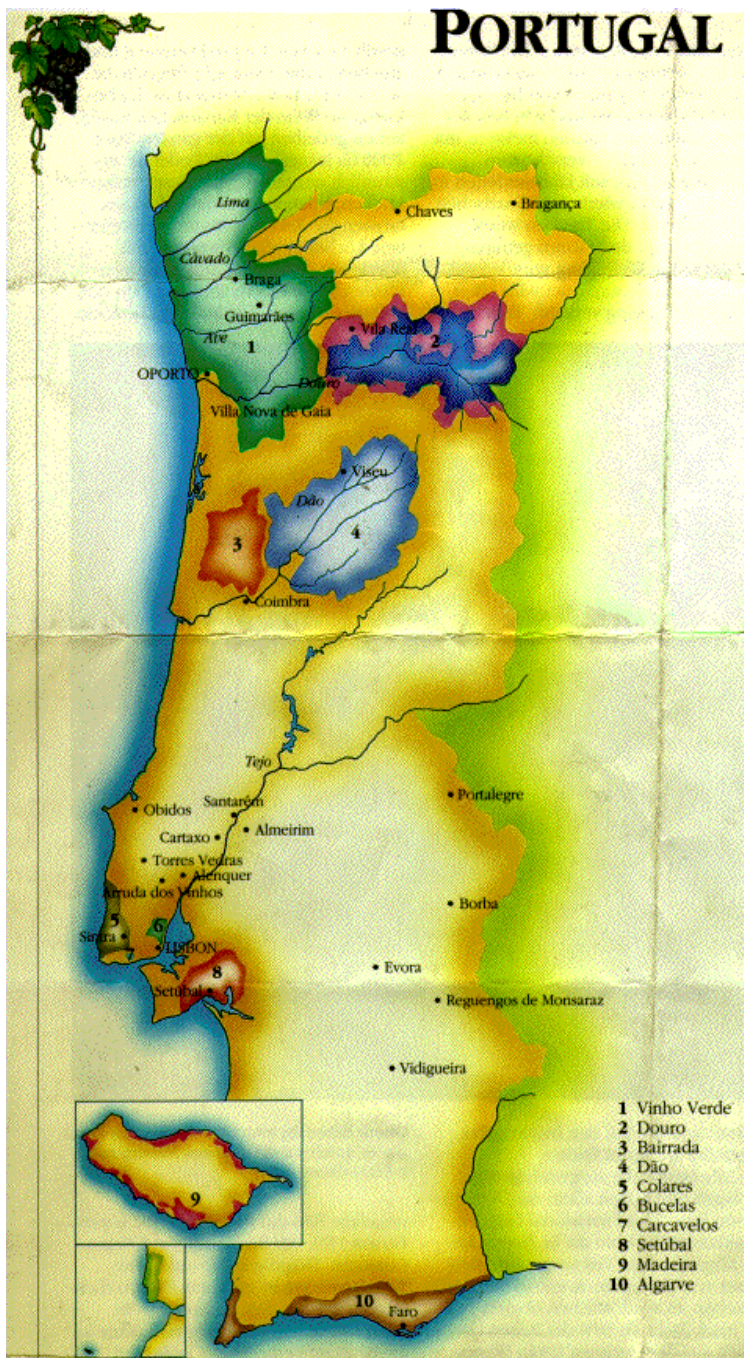 PORTUGAL
Lima
Chaves
Bragança
Càvado
Braga
Guimarães
Ave
1
Vila Real
2
OPORTO
Douro
Villa Nova de Gaia
Viseu
Dão
3
4
Coimbra
Tejo
Obidos
Santarém
Portalegre
Cartaxo
Almeirim
Torres Vedras
Alenquer
Arruda dos Vinhos
Borba
5
6
Sintra
LISBON
7
8
Evora
Setúbal
Reguengos de Monsaraz
Vidigueira
9
10
Faro
1 Vinho Verde
2 Douro
3 Bairrada
4 Dão
5 Colares
6 Bucelas
7 Carcavelos
8 Setúbal
9 Madeira
10 Algarve